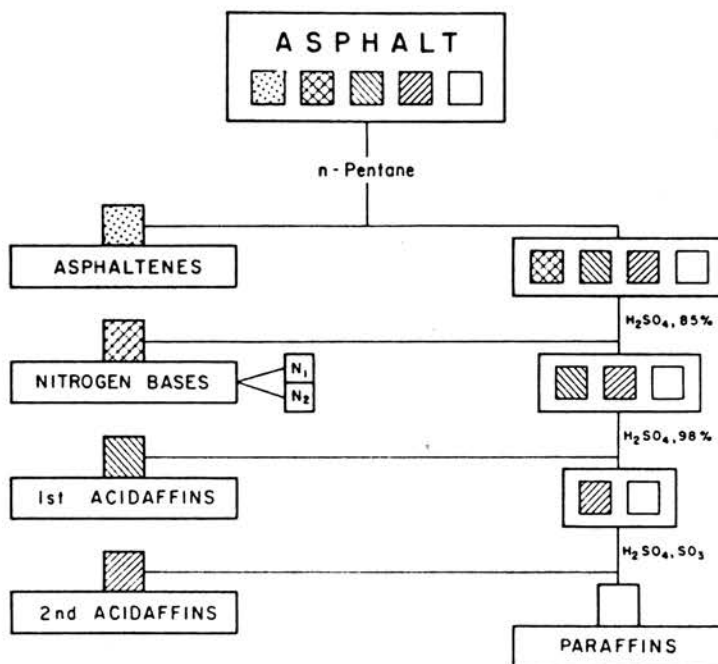 ASPHALT
n-Pentane
ASPHALTENES
H₂SO₄, 85%
NITROGEN BASES
N₁
N₂
H₂SO₄, 98%
1st ACIDAFFINS
H₂SO₄, SO₃
2nd ACIDAFFINS
PARAFFINS